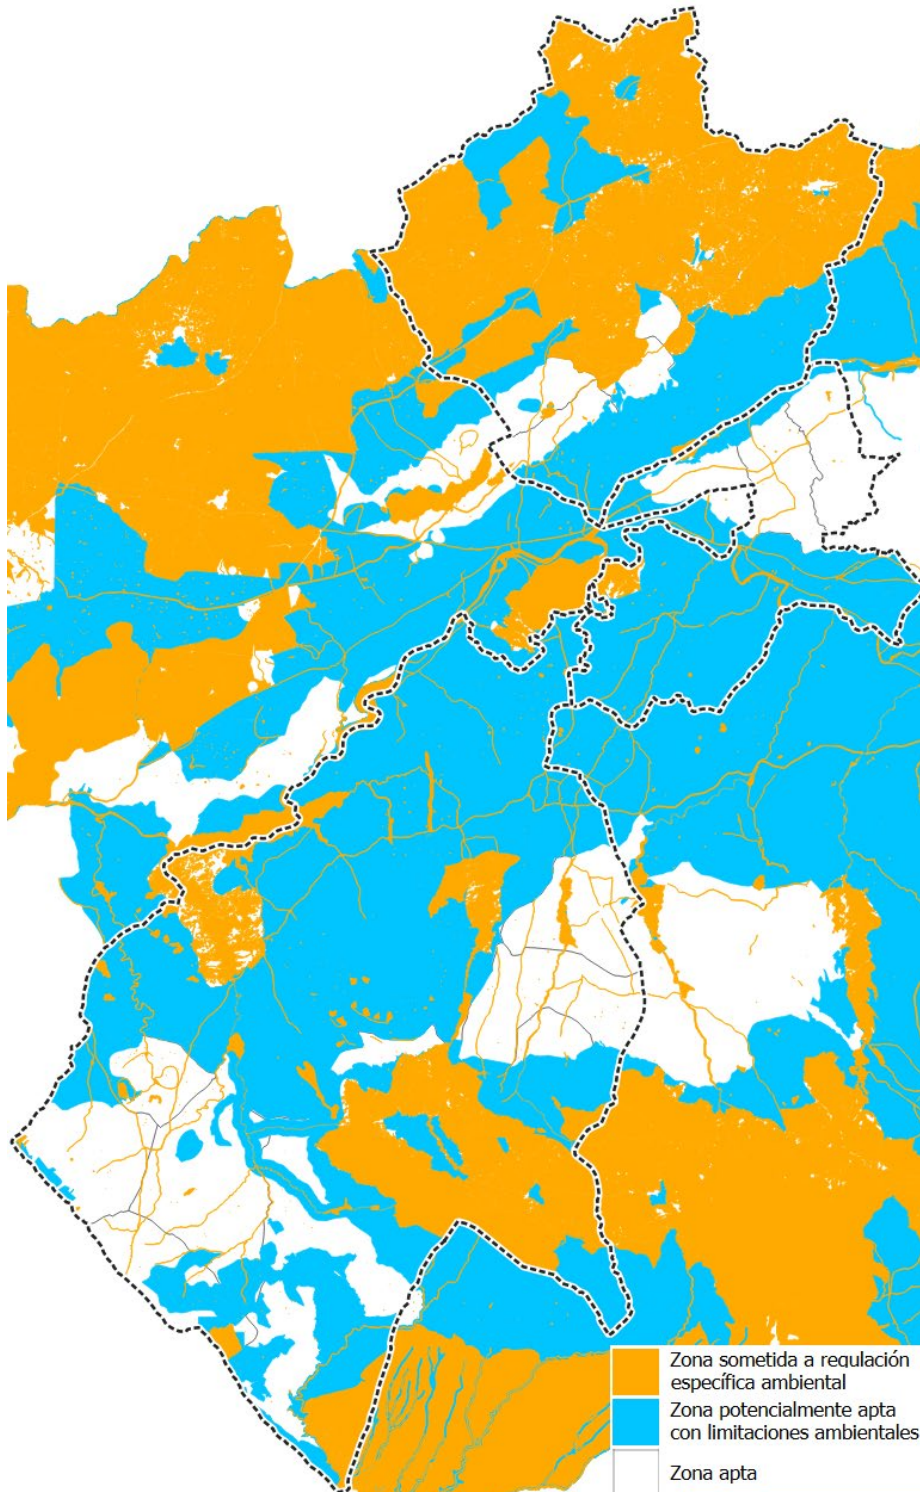 Zona sometida a regulación
específica ambiental
Zona potencialmente apta
con limitaciones ambientales
Zona apta